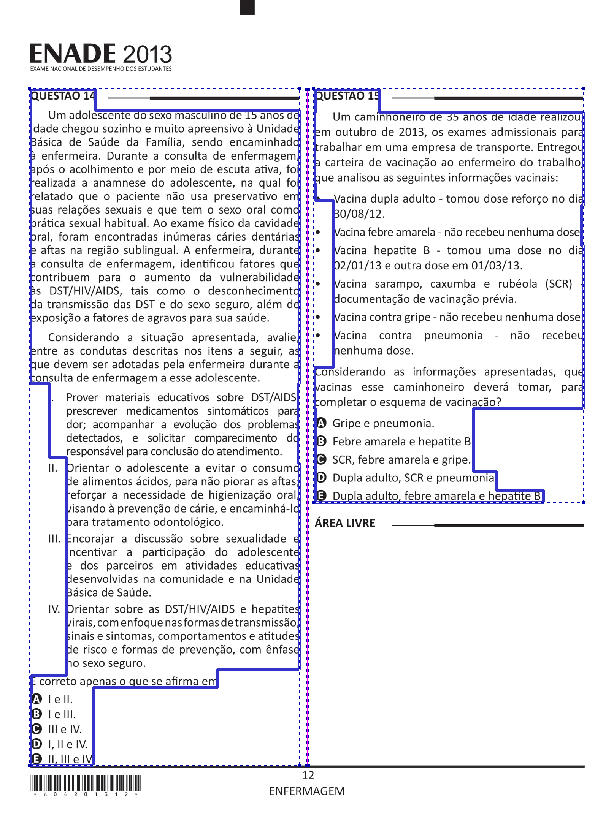 ENADE 2013
EXAME NACIONAL DE DESEMPENHO DOS ESTUDANTES
QUESTÃO 14
Um adolescente do sexo masculino de 15 anos de
idade chegou sozinho e muito apreensivo à Unidade
Básica de Saúde da Família, sendo encaminhado
à enfermeira. Durante a consulta de enfermagem,
após o acolhimento e por meio de escuta ativa, foi
realizada a anamnese do adolescente, na qual foi
relatado que o paciente não usa preservativo em
suas relações sexuais e que tem o sexo oral como
prática sexual habitual. Ao exame físico da cavidade
oral, foram encontradas inúmeras cáries dentárias
e aftas na região sublingual. A enfermeira, durante
a consulta de enfermagem, identificou fatores que
contribuem para o aumento da vulnerabilidade
às DST/HIV/AIDS, tais como o desconhecimento
da transmissão das DST e do sexo seguro, além do
exposição a fatores de agravos para sua saúde.
Considerando a situação apresentada, avalie,
entre as condutas descritas nos itens a seguir, as
que devem ser adotadas pela enfermeira durante a
consulta de enfermagem a esse adolescente.
I. Prover materiais educativos sobre DST/AIDS,
prescrever medicamentos sintomáticos para
dor; acompanhar a evolução dos problemas
detectados, e solicitar comparecimento do
responsável para conclusão do atendimento.
II. Orientar o adolescente a evitar o consumo
de alimentos ácidos, para não piorar as aftas,
reforçar a necessidade de higienização oral,
visando à prevenção de cárie, e encaminhá-lo
para tratamento odontológico.
III. Encorajar a discussão sobre sexualidade e
incentivar a participação do adolescente
e dos parceiros em atividades educativas
desenvolvidas na comunidade e na Unidade
Básica de Saúde.
IV. Orientar sobre as DST/HIV/AIDS e hepatites
virais, com enfoque nas formas de transmissão,
sinais e sintomas, comportamentos e atitudes
de risco e formas de prevenção, com ênfase
no sexo seguro.
É correto apenas o que se afirma em
A I e II.
B I e III.
C III e IV.
D I, II e IV.
E II, III e IV.
QUESTÃO 15
Um caminhoneiro de 35 anos de idade realizou,
em outubro de 2013, os exames admissionais para
trabalhar em uma empresa de transporte. Entregou
a carteira de vacinação ao enfermeiro do trabalho,
que analisou as seguintes informações vacinais:
• Vacina dupla adulto - tomou dose reforço no dia
30/08/12.
• Vacina febre amarela - não recebeu nenhuma dose.
• Vacina hepatite B - tomou uma dose no dia
02/01/13 e outra dose em 01/03/13.
• Vacina sarampo, caxumba e rubéola (SCR) -
documentação de vacinação prévia.
• Vacina contra gripe - não recebeu nenhuma dose.
• Vacina contra pneumonia - não recebeu
nenhuma dose.
Considerando as informações apresentadas, que
vacinas esse caminhoneiro deverá tomar, para
completar o esquema de vacinação?
A Gripe e pneumonia.
B Febre amarela e hepatite B.
C SCR, febre amarela e gripe.
D Dupla adulto, SCR e pneumonia.
E Dupla adulto, febre amarela e hepatite B.
ÁREA LIVRE
12
ENFERMAGEM